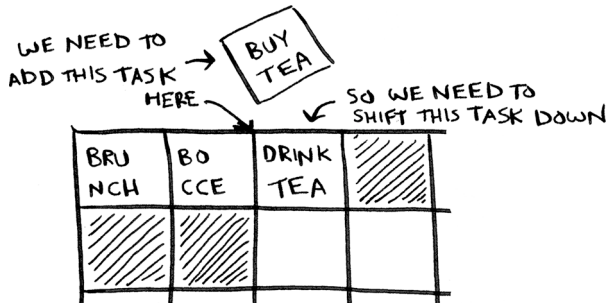 WE NEED TO
ADD THIS TASK
HERE
BUY
TEA
SO WE NEED TO
SHIFT THIS TASK DOWN
BRU
NCH
BO
CCE
DRINK
TEA